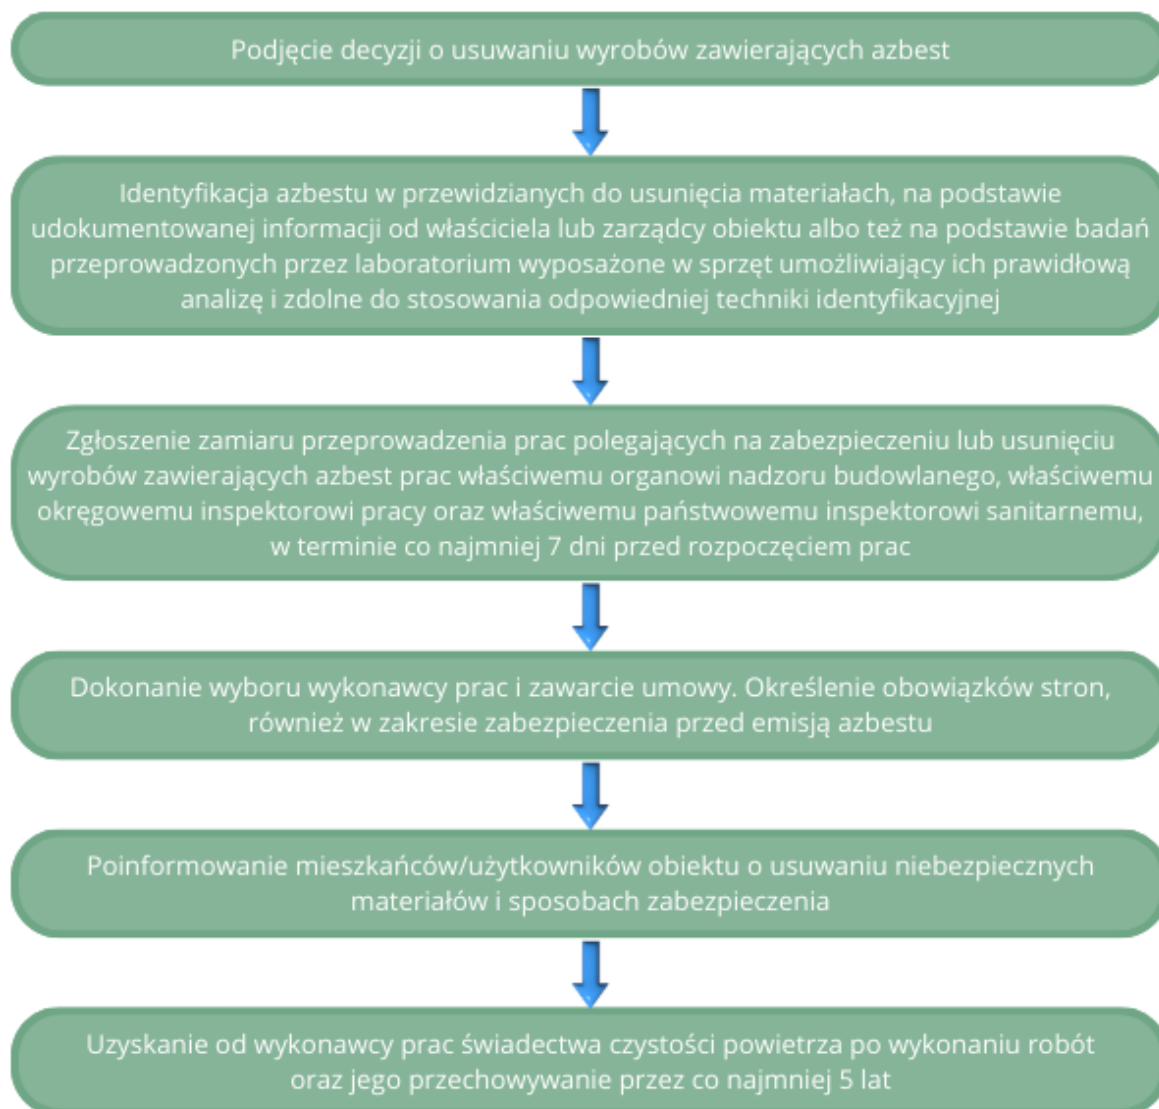 Podjęcie decyzji o usuwaniu wyrobów zawierających azbest
Identyfikacja azbestu w przewidzianych do usunięcia materiałach, na podstawie
udokumentowanej informacji od właściciela lub zarządcy obiektu albo też na podstawie badań
przeprowadzonych przez laboratorium wyposażone w sprzęt umożliwiający ich prawidłową
analizę i zdolne do stosowania odpowiedniej techniki identyfikacyjnej
Zgłoszenie zamiaru przeprowadzenia prac polegających na zabezpieczeniu lub usunięciu
wyrobów zawierających azbest prac właściwemu organowi nadzoru budowlanego, właściwemu
okręgowemu inspektorowi pracy oraz właściwemu państwowemu inspektorowi sanitarnemu,
w terminie co najmniej 7 dni przed rozpoczęciem prac
Dokonanie wyboru wykonawcy prac i zawarcie umowy. Określenie obowiązków stron,
również w zakresie zabezpieczenia przed emisją azbestu
Poinformowanie mieszkańców/użytkowników obiektu o usuwaniu niebezpiecznych
materiałów i sposobach zabezpieczenia
Uzyskanie od wykonawcy prac świadectwa czystości powietrza po wykonaniu robót
oraz jego przechowywanie przez co najmniej 5 lat